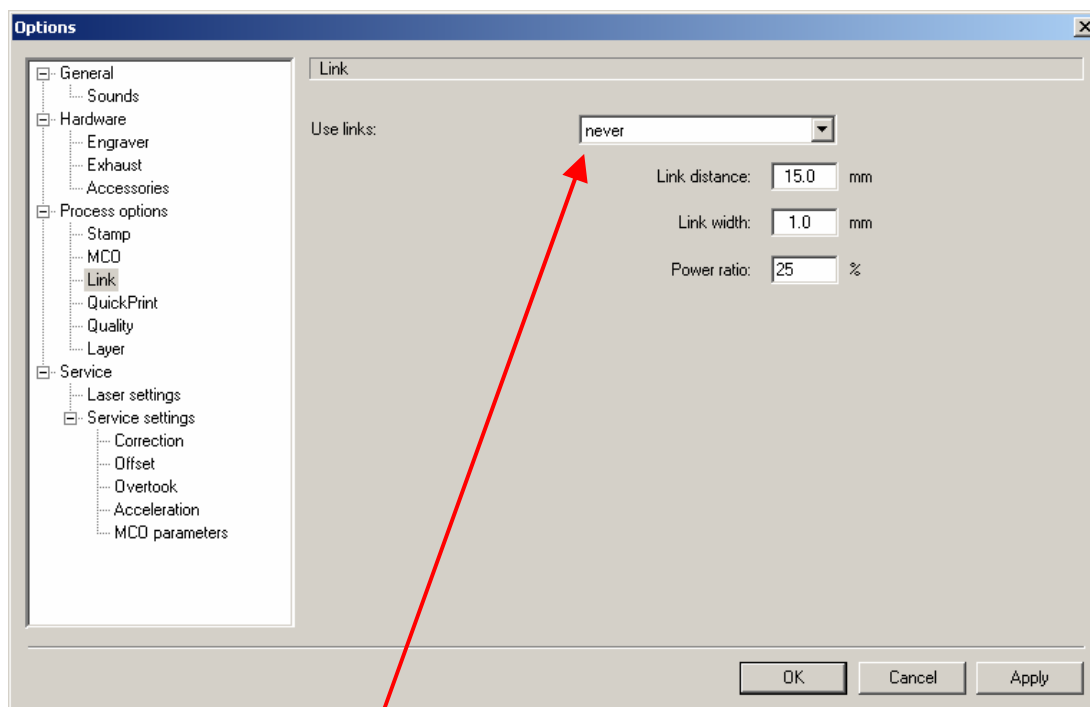 Options
General
Sounds
Hardware
Engraver
Exhaust
Accessories
Process options
Stamp
MCO
Link
QuickPrint
Quality
Layer
Service
Laser settings
Service settings
Correction
Offset
Overtook
Acceleration
MCO parameters
Link
Use links: never
Link distance: 15.0 mm
Link width: 1.0 mm
Power ratio: 25 %
OK Cancel Apply